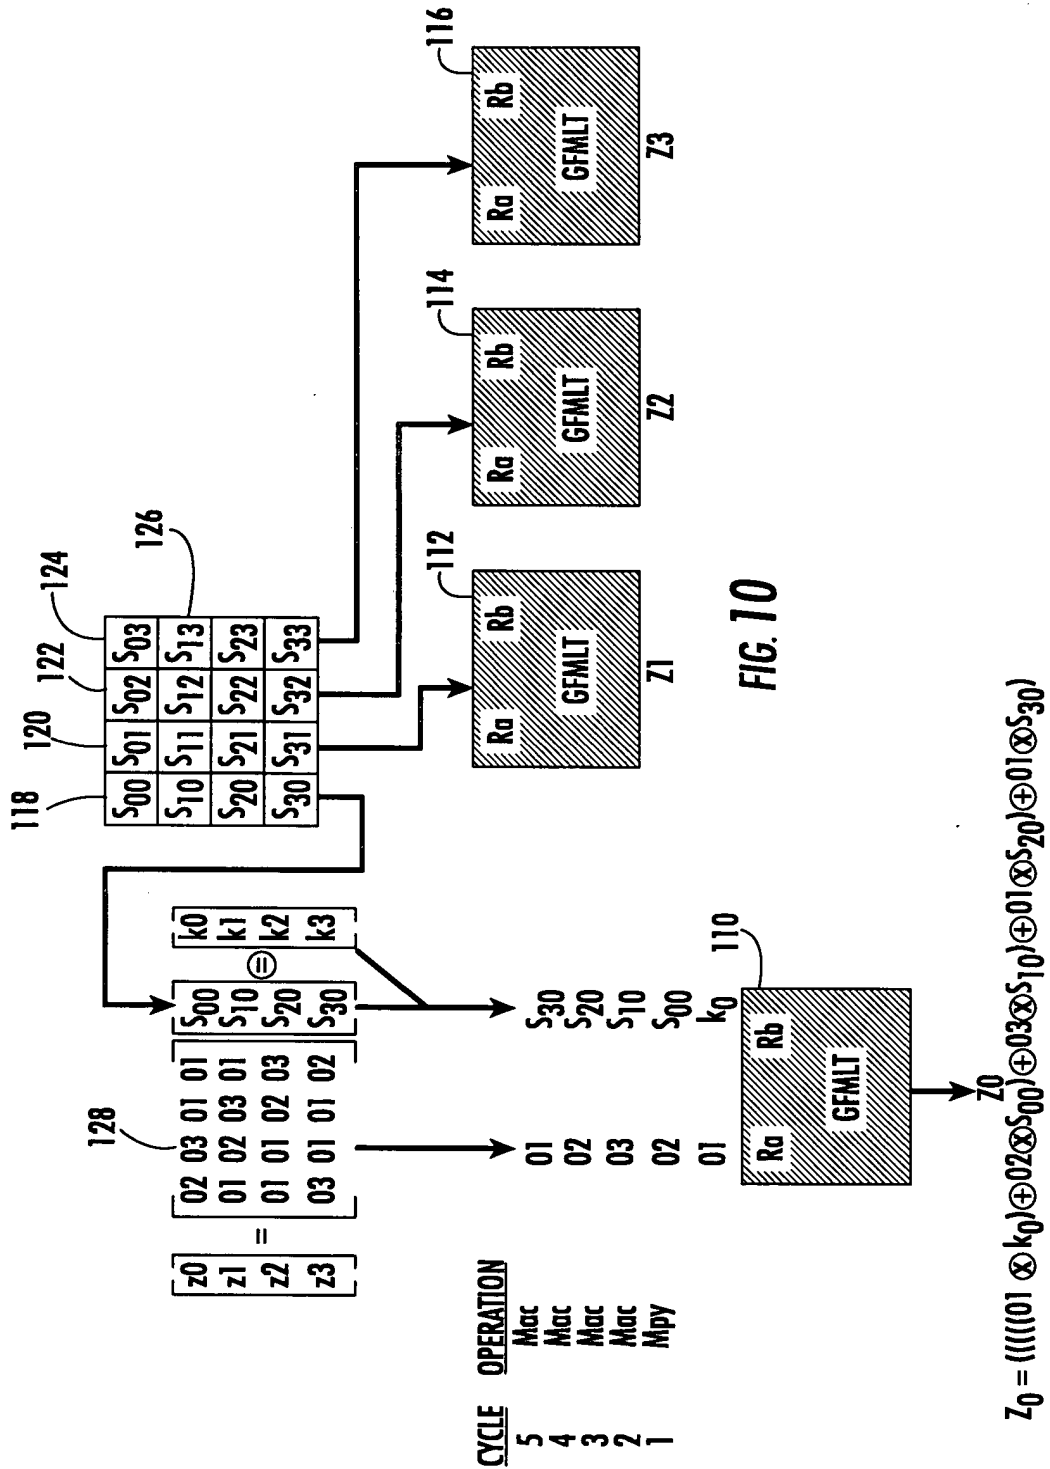 118 120 122 124
S00 S01 S02 S03
126
S10 S11 S12 S13
S20 S21 S22 S23
S30 S31 S32 S33
128
z0 02 03 01 01 S00 k0
z1 01 02 03 01 S10 k1
= ⊜
z2 01 01 02 03 S20 k2
z3 03 01 01 02 S30 k3
CYCLE OPERATION
5 Mac 01 S30
4 Mac 02 S20
3 Mac 03 S10
2 Mac 02 S00
1 Mpy 01 k0
110
Ra Rb
GFMLT
Z0
112
Ra Rb
GFMLT
Z1
114
Ra Rb
GFMLT
Z2
116
Ra Rb
GFMLT
Z3
FIG. 10
Z0 = (((((01 ⊗ k0)⊕02⊗S00)⊕03⊗S10)⊕01⊗S20)⊕01⊗S30)